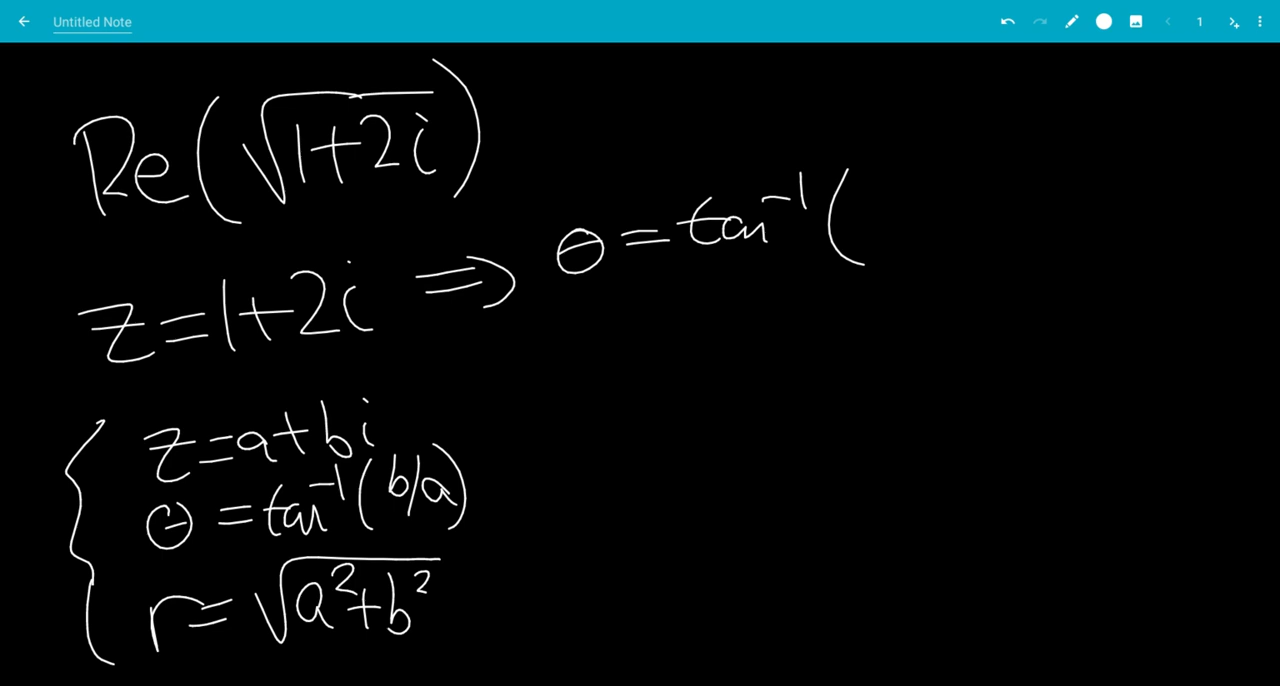 Untitled Note
1
Re(√1+2i)
z=1+2i ⇒ θ=tan⁻¹(
z=a+bi
θ=tan⁻¹(b/a)
r=√a²+b²